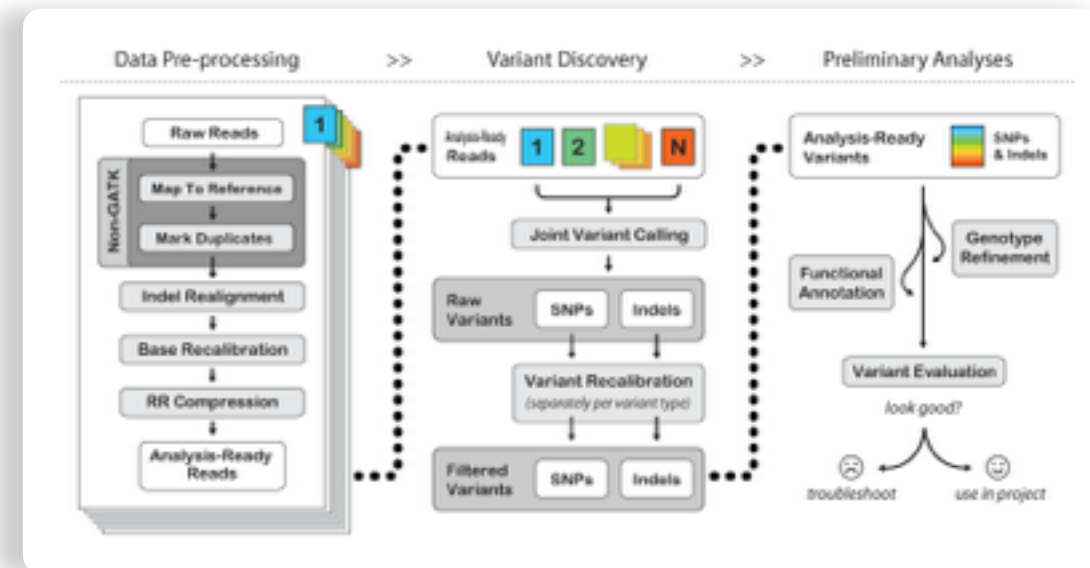 Data Pre-processing >> Variant Discovery >> Preliminary Analyses
Raw Reads
1
Non-GATK
Map To Reference
Mark Duplicates
Indel Realignment
Base Recalibration
RR Compression
Analysis-Ready
Reads
Analysis-Ready
Reads
1 2 N
Joint Variant Calling
Raw
Variants
SNPs Indels
Variant Recalibration
(separately per variant type)
Filtered
Variants
SNPs Indels
Analysis-Ready
Variants
SNPs
& Indels
Genotype
Refinement
Functional
Annotation
Variant Evaluation
look good?
troubleshoot use in project